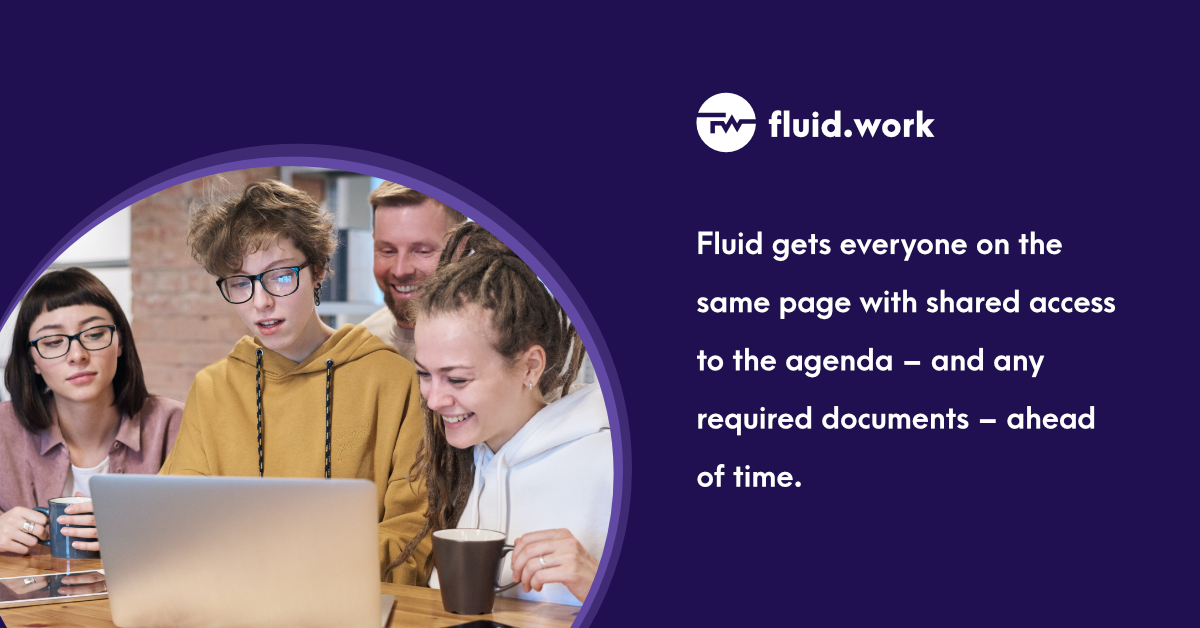 FW fluid.work
Fluid gets everyone on the
same page with shared access
to the agenda – and any
required documents – ahead
of time.